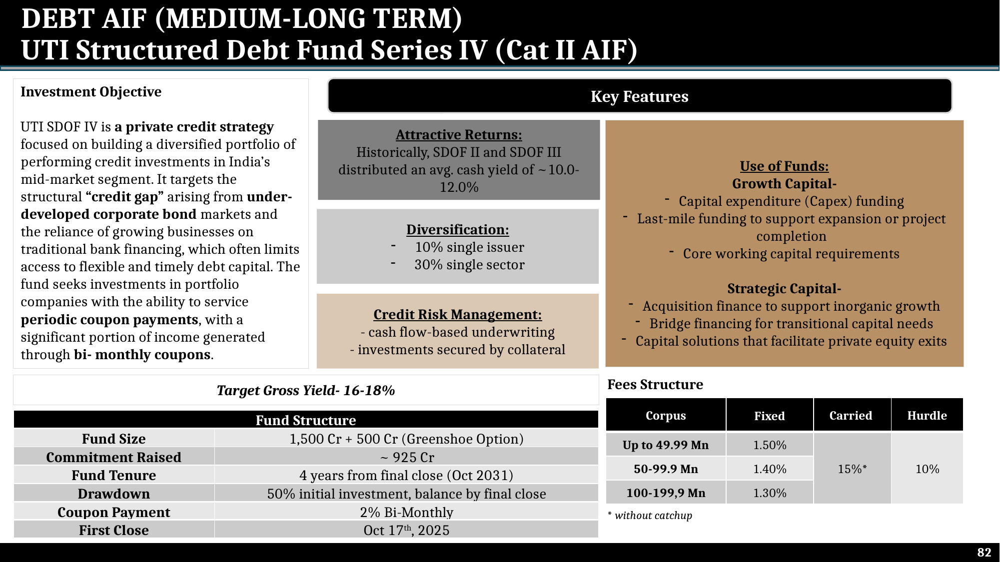 DEBT AIF (MEDIUM-LONG TERM)
UTI Structured Debt Fund Series IV (Cat II AIF)
Investment Objective
UTI SDOF IV is a private credit strategy
focused on building a diversified portfolio of
performing credit investments in India’s
mid-market segment. It targets the
structural “credit gap” arising from under-
developed corporate bond markets and
the reliance of growing businesses on
traditional bank financing, which often limits
access to flexible and timely debt capital. The
fund seeks investments in portfolio
companies with the ability to service
periodic coupon payments, with a
significant portion of income generated
through bi- monthly coupons.
Key Features
Attractive Returns:
Historically, SDOF II and SDOF III
distributed an avg. cash yield of ~10.0-
12.0%
Diversification:
- 10% single issuer
- 30% single sector
Credit Risk Management:
- cash flow-based underwriting
- investments secured by collateral
Use of Funds:
Growth Capital-
- Capital expenditure (Capex) funding
- Last-mile funding to support expansion or project
completion
- Core working capital requirements
Strategic Capital-
- Acquisition finance to support inorganic growth
- Bridge financing for transitional capital needs
- Capital solutions that facilitate private equity exits
Target Gross Yield- 16-18%
Fund Structure
Fund Size 1,500 Cr + 500 Cr (Greenshoe Option)
Commitment Raised ~ 925 Cr
Fund Tenure 4 years from final close (Oct 2031)
Drawdown 50% initial investment, balance by final close
Coupon Payment 2% Bi-Monthly
First Close Oct 17th, 2025
Fees Structure
Corpus Fixed Carried Hurdle
Up to 49.99 Mn 1.50%
50-99.9 Mn 1.40% 15%* 10%
100-199,9 Mn 1.30%
* without catchup
82